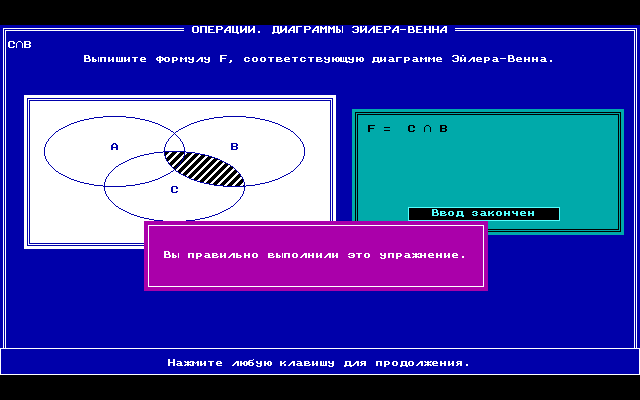 ОПЕРАЦИИ. ДИАГРАММЫ ЭЙЛЕРА-ВЕННА
C∩B
Выпишите формулу F, соответствующую диаграмме Эйлера-Венна.
A
B
C
F = C ∩ B
Ввод закончен
Вы правильно выполнили это упражнение.
Нажмите любую клавишу для продолжения.